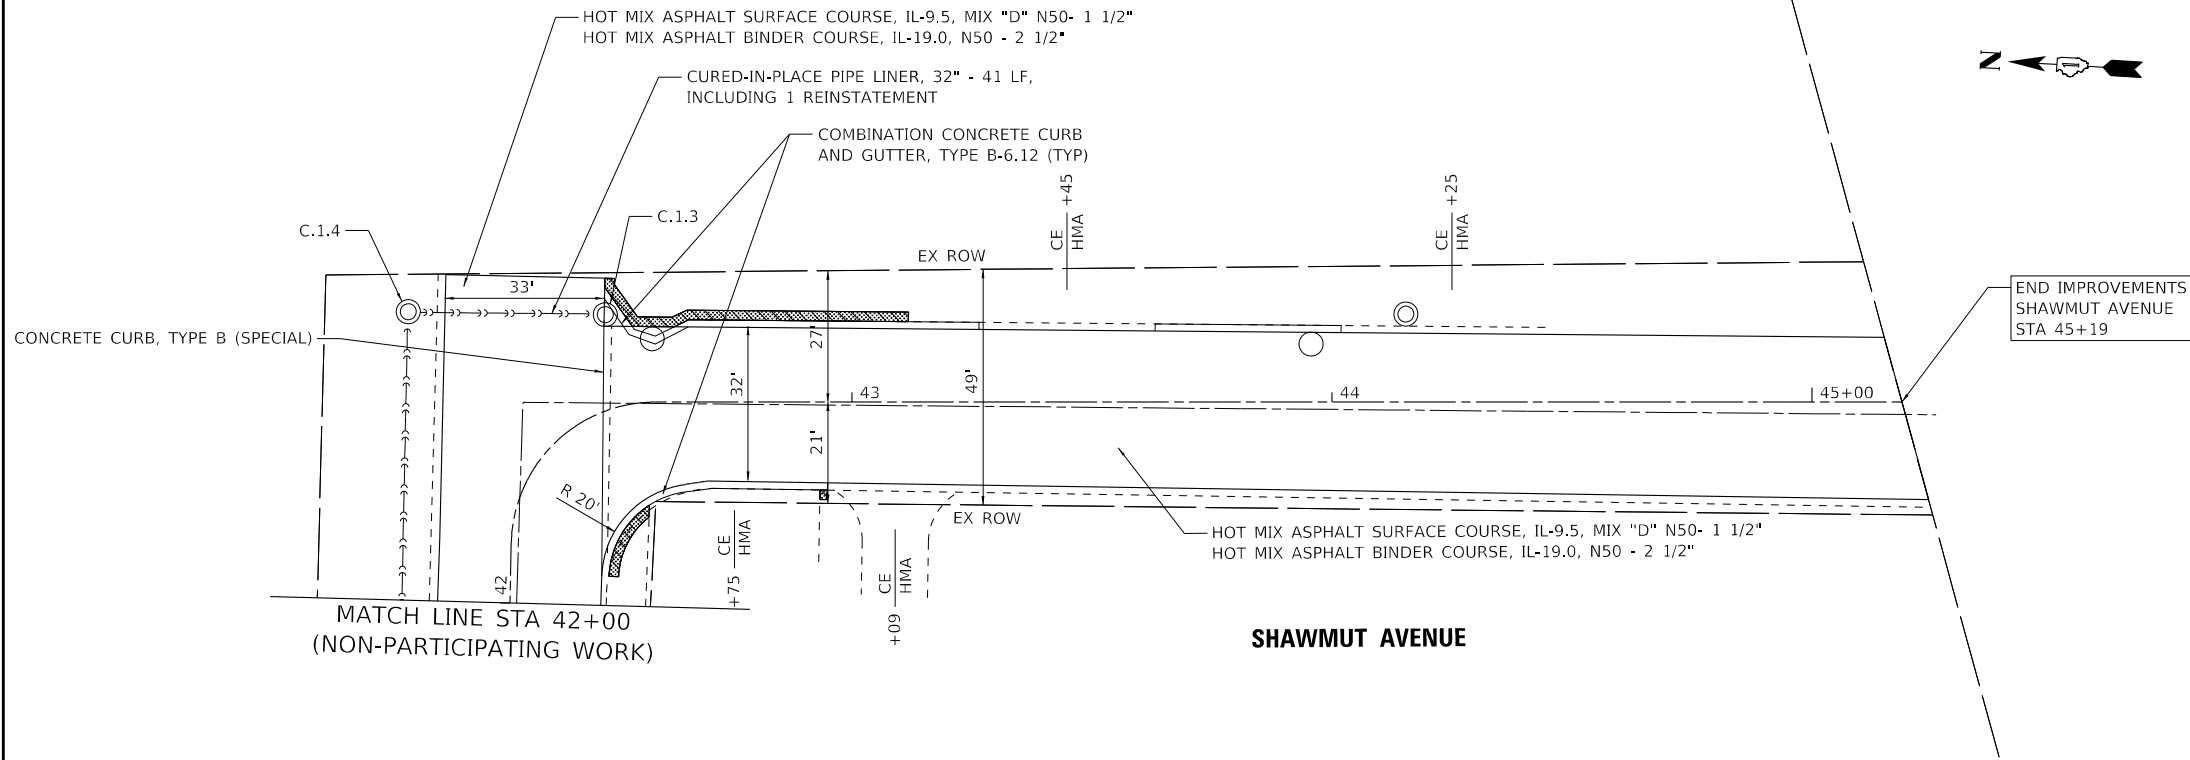 HOT MIX ASPHALT SURFACE COURSE, IL-9.5, MIX "D" N50- 1 1/2"
HOT MIX ASPHALT BINDER COURSE, IL-19.0, N50 - 2 1/2"
N
CURED-IN-PLACE PIPE LINER, 32" - 41 LF,
INCLUDING 1 REINSTATEMENT
COMBINATION CONCRETE CURB
AND GUTTER, TYPE B-6.12 (TYP)
C.1.3
C.1.4
CE +45
HMA
CE +25
HMA
EX ROW
33'
END IMPROVEMENTS
SHAWMUT AVENUE
STA 45+19
CONCRETE CURB, TYPE B (SPECIAL)
27'
32'
49'
43
44
45+00
21'
R 20'
EX ROW
HOT MIX ASPHALT SURFACE COURSE, IL-9.5, MIX "D" N50- 1 1/2"
HOT MIX ASPHALT BINDER COURSE, IL-19.0, N50 - 2 1/2"
42
+75 CE
HMA
+09 CE
HMA
MATCH LINE STA 42+00
(NON-PARTICIPATING WORK)
SHAWMUT AVENUE